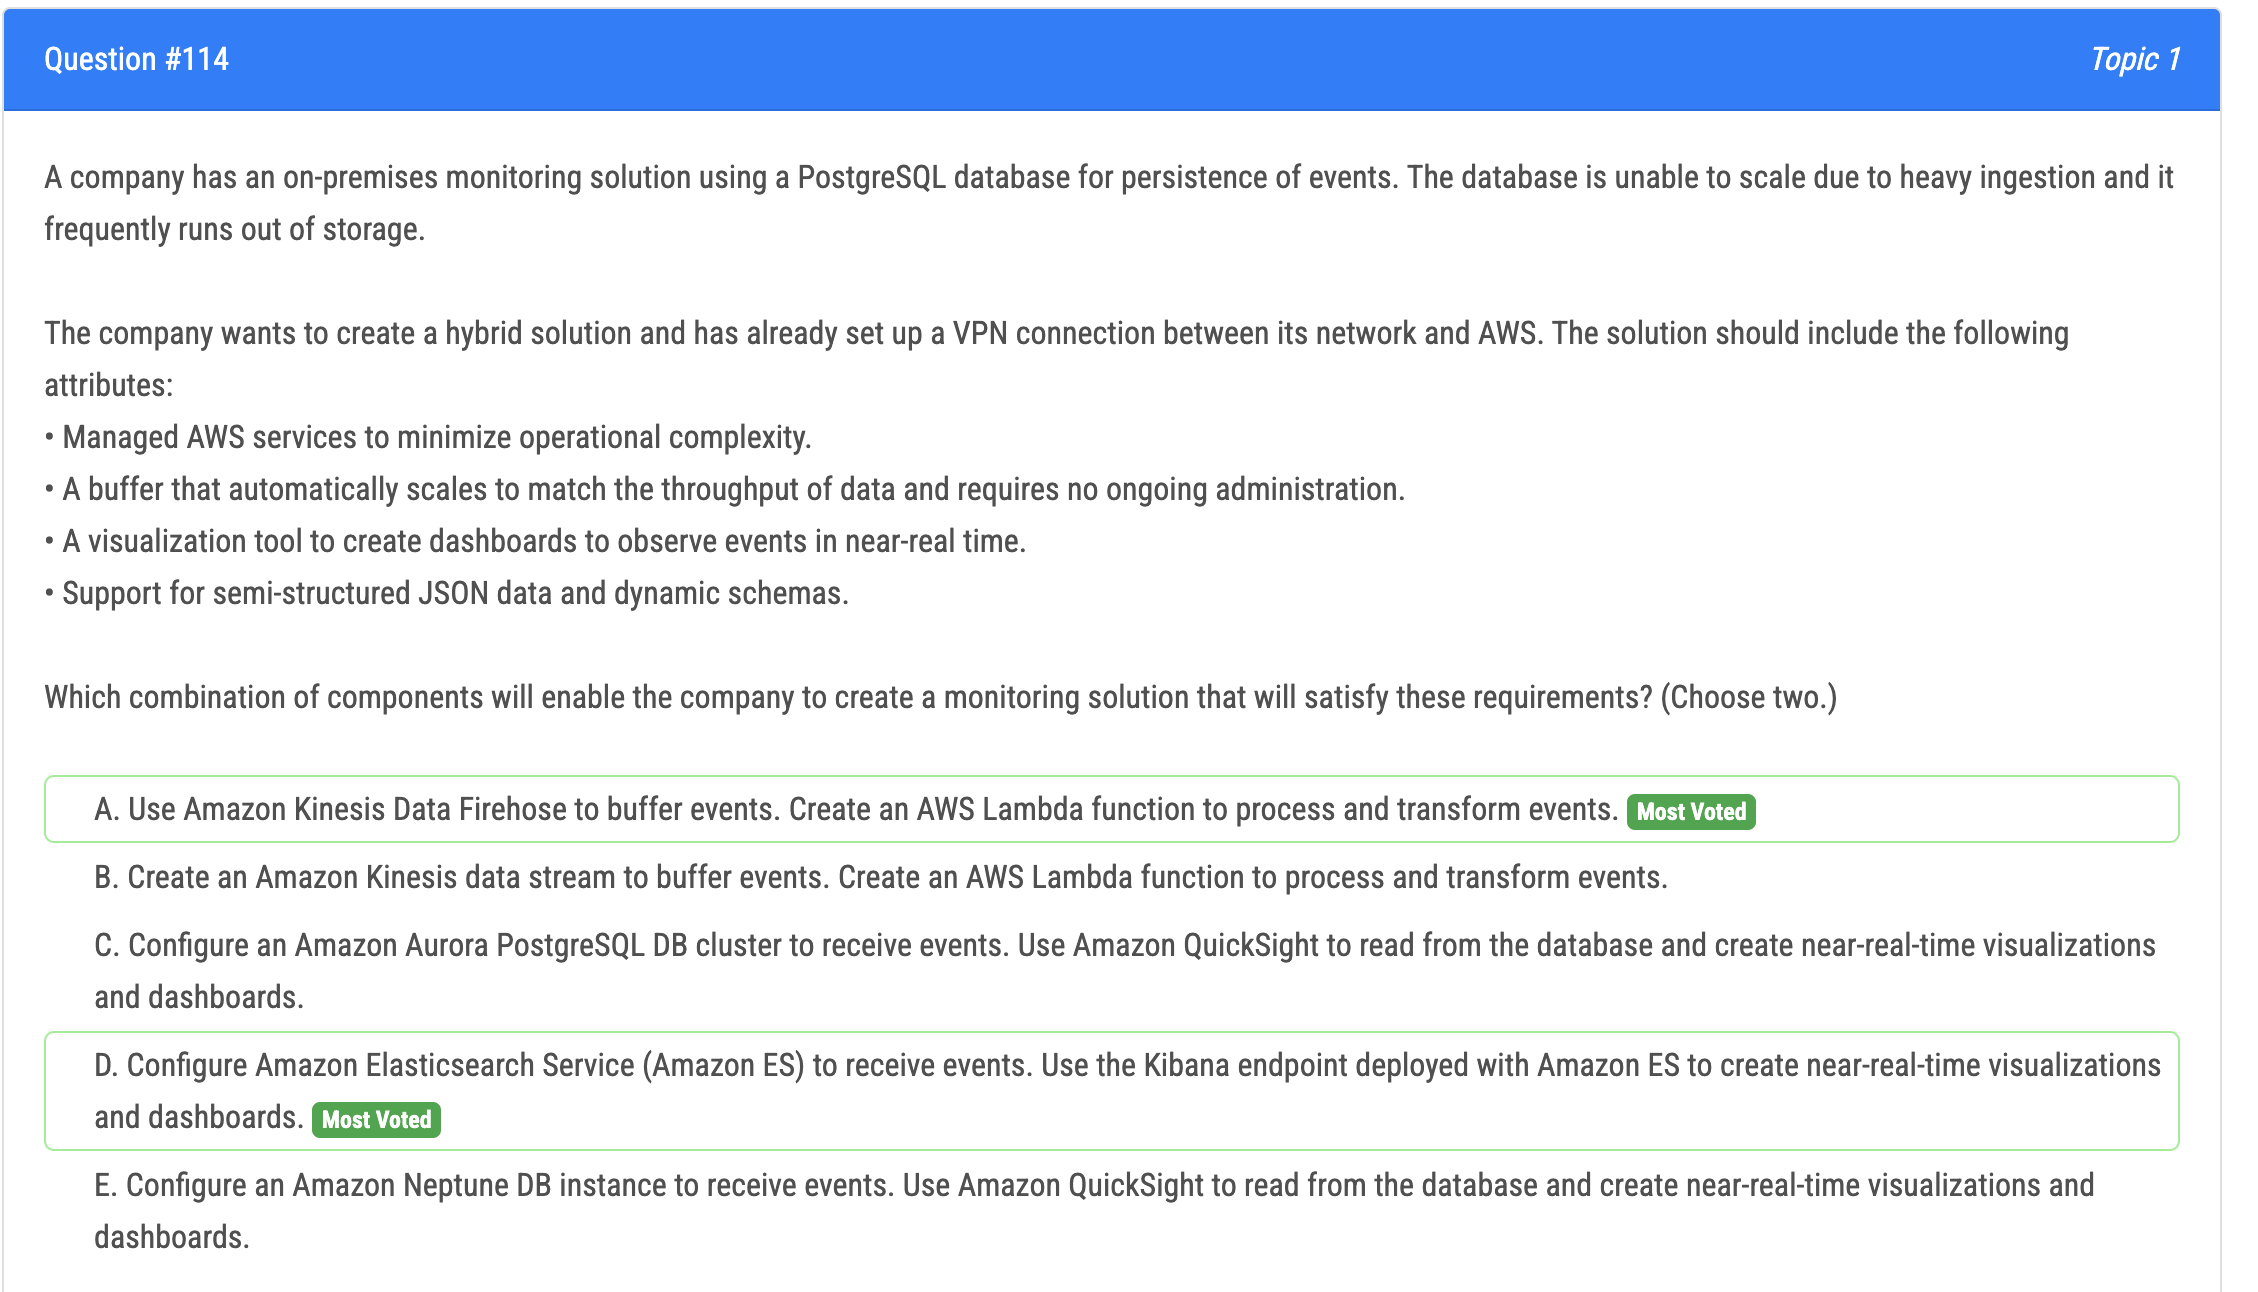 Question #114
Topic 1
A company has an on-premises monitoring solution using a PostgreSQL database for persistence of events. The database is unable to scale due to heavy ingestion and it
frequently runs out of storage.
The company wants to create a hybrid solution and has already set up a VPN connection between its network and AWS. The solution should include the following
attributes:
• Managed AWS services to minimize operational complexity.
• A buffer that automatically scales to match the throughput of data and requires no ongoing administration.
• A visualization tool to create dashboards to observe events in near-real time.
• Support for semi-structured JSON data and dynamic schemas.
Which combination of components will enable the company to create a monitoring solution that will satisfy these requirements? (Choose two.)
A. Use Amazon Kinesis Data Firehose to buffer events. Create an AWS Lambda function to process and transform events. Most Voted
B. Create an Amazon Kinesis data stream to buffer events. Create an AWS Lambda function to process and transform events.
C. Configure an Amazon Aurora PostgreSQL DB cluster to receive events. Use Amazon QuickSight to read from the database and create near-real-time visualizations
and dashboards.
D. Configure Amazon Elasticsearch Service (Amazon ES) to receive events. Use the Kibana endpoint deployed with Amazon ES to create near-real-time visualizations
and dashboards. Most Voted
E. Configure an Amazon Neptune DB instance to receive events. Use Amazon QuickSight to read from the database and create near-real-time visualizations and
dashboards.